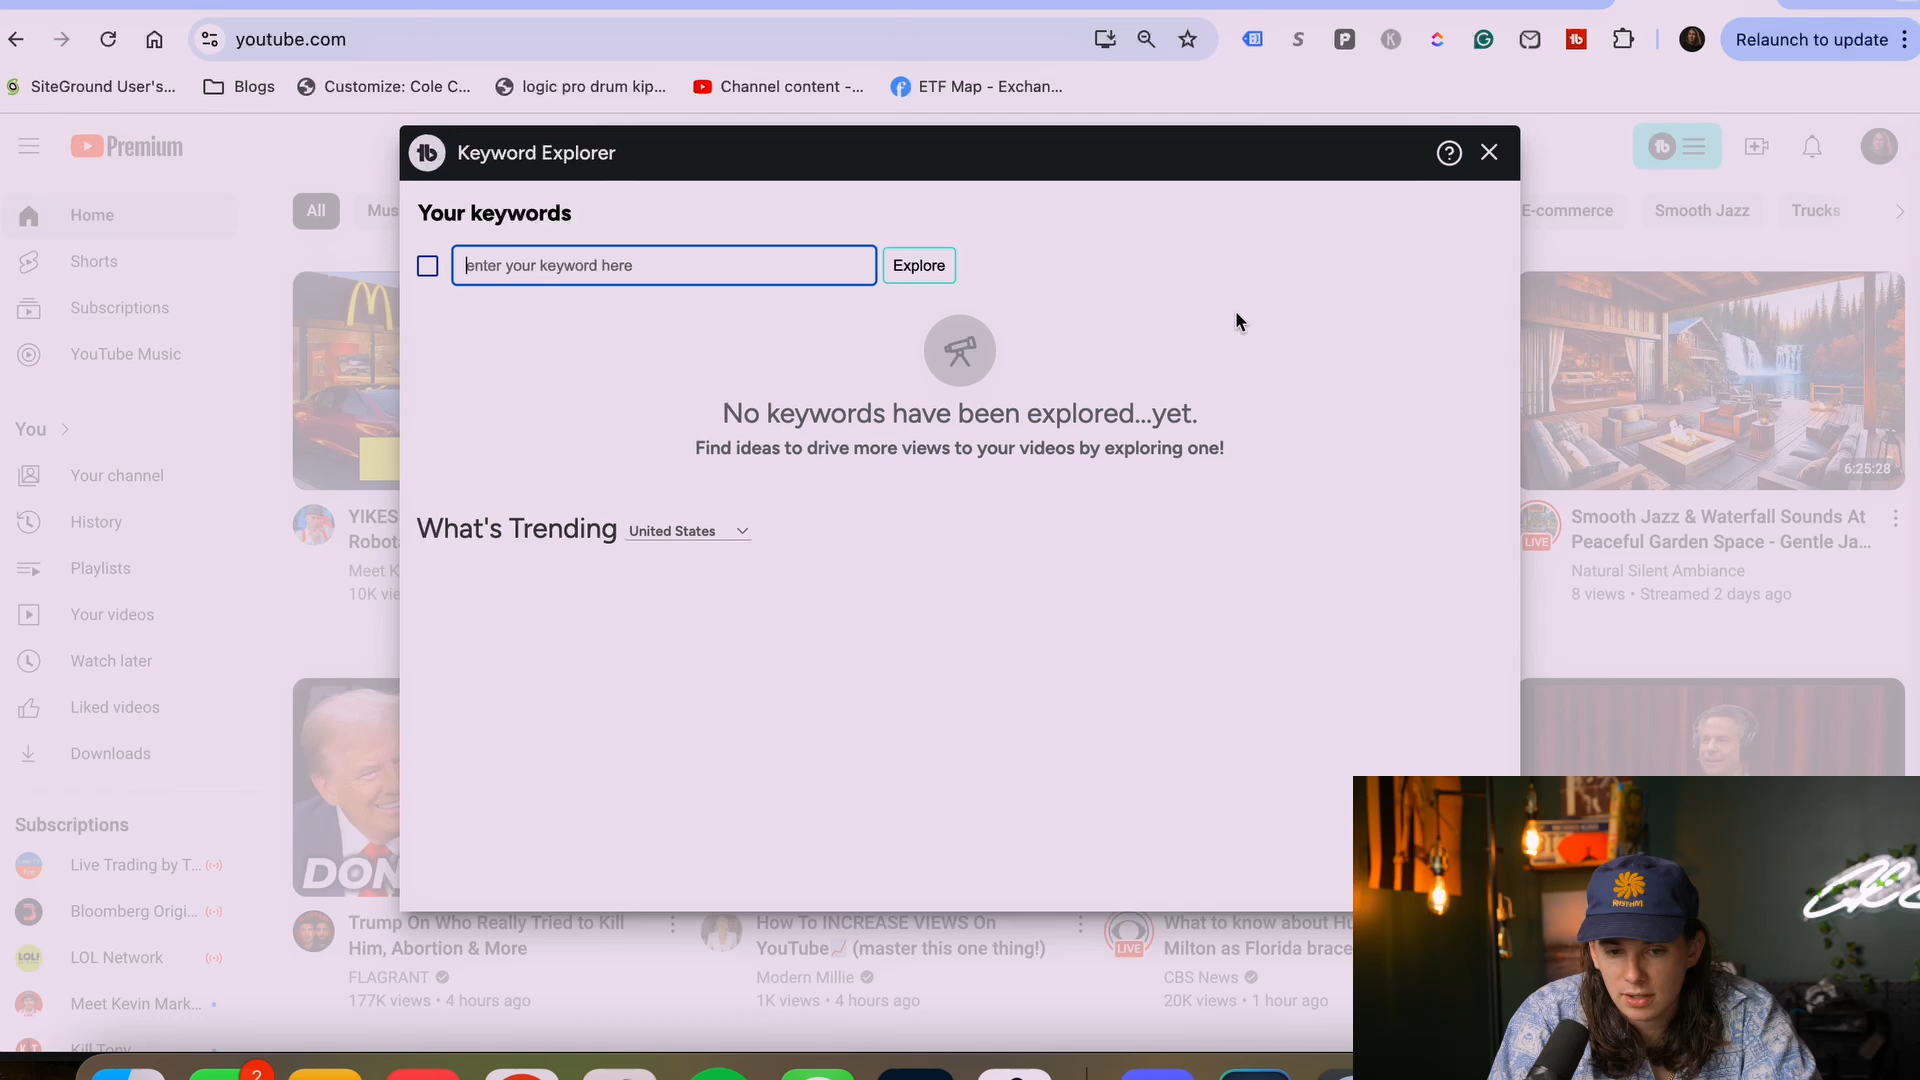 youtube.com
Relaunch to update
SiteGround User's...
Blogs
Customize: Cole C...
logic pro drum kip...
Channel content -...
ETF Map - Exchan...
Premium
tb Keyword Explorer
Your keywords
enter your keyword here
Explore
No keywords have been explored...yet.
Find ideas to drive more views to your videos by exploring one!
What's Trending
United States
Home
Shorts
Subscriptions
YouTube Music
You
Your channel
History
Playlists
Your videos
Watch later
Liked videos
Downloads
Subscriptions
Live Trading by T...
Bloomberg Origi...
LOL Network
Meet Kevin Mark...
Kill Tony
All
Mus
E-commerce
Smooth Jazz
Trucks
YIKES
Robota
Meet K
10K vie
6:25:28
LIVE
Smooth Jazz & Waterfall Sounds At
Peaceful Garden Space - Gentle Ja...
Natural Silent Ambiance
8 views • Streamed 2 days ago
DON
Trump On Who Really Tried to Kill
Him, Abortion & More
FLAGRANT
177K views • 4 hours ago
How To INCREASE VIEWS On
YouTube📈 (master this one thing!)
Modern Millie
1K views • 4 hours ago
LIVE
What to know about Hu
Milton as Florida brace
CBS News
20K views • 1 hour ago
RHYTHM
2